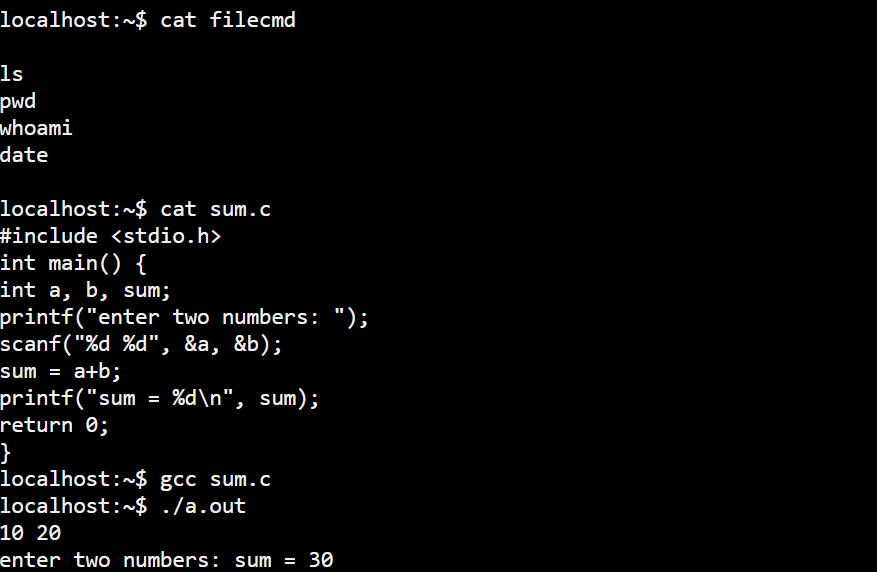 localhost:~$ cat filecmd
ls
pwd
whoami
date
localhost:~$ cat sum.c
#include <stdio.h>
int main() {
int a, b, sum;
printf("enter two numbers: ");
scanf("%d %d", &a, &b);
sum = a+b;
printf("sum = %d\n", sum);
return 0;
}
localhost:~$ gcc sum.c
localhost:~$ ./a.out
10 20
enter two numbers: sum = 30